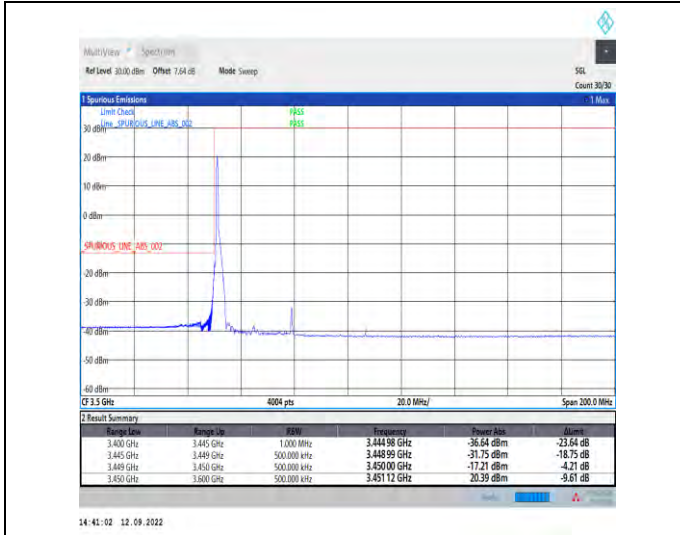 MultiView Spectrum
Ref Level 30.00 dBm Offset 7.64 dB Mode Sweep SGL
Count 30/30
1 Spurious Emissions 1 Max
Limit Check PASS
Line _SPURIOUS_LINE_ABS_002 PASS
30 dBm
20 dBm
10 dBm
0 dBm
_SPURIOUS_LINE_ABS_002
-20 dBm
-30 dBm
-40 dBm
-50 dBm
-60 dBm
CF 3.5 GHz 4004 pts 20.0 MHz/ Span 200.0 MHz
2 Result Summary
Range Low Range Up RBW Frequency Power Abs ΔLimit
3.400 GHz 3.445 GHz 1.000 MHz 3.444 98 GHz -36.64 dBm -23.64 dB
3.445 GHz 3.449 GHz 500.000 kHz 3.448 99 GHz -31.75 dBm -18.75 dB
3.449 GHz 3.450 GHz 500.000 kHz 3.450 00 GHz -17.21 dBm -4.21 dB
3.450 GHz 3.600 GHz 500.000 kHz 3.451 12 GHz 20.39 dBm -9.61 dB
14:41:02 12.09.2022